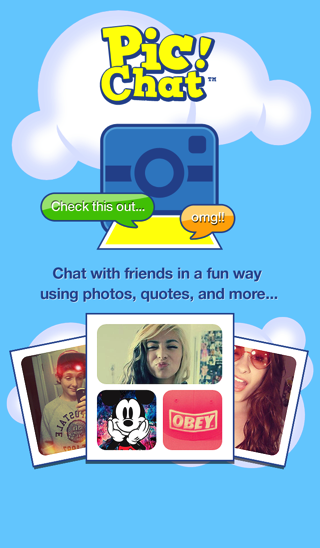 Pic!
Chat™
Check this out...
omg!!
Chat with friends in a fun way
using photos, quotes, and more...
OBEY